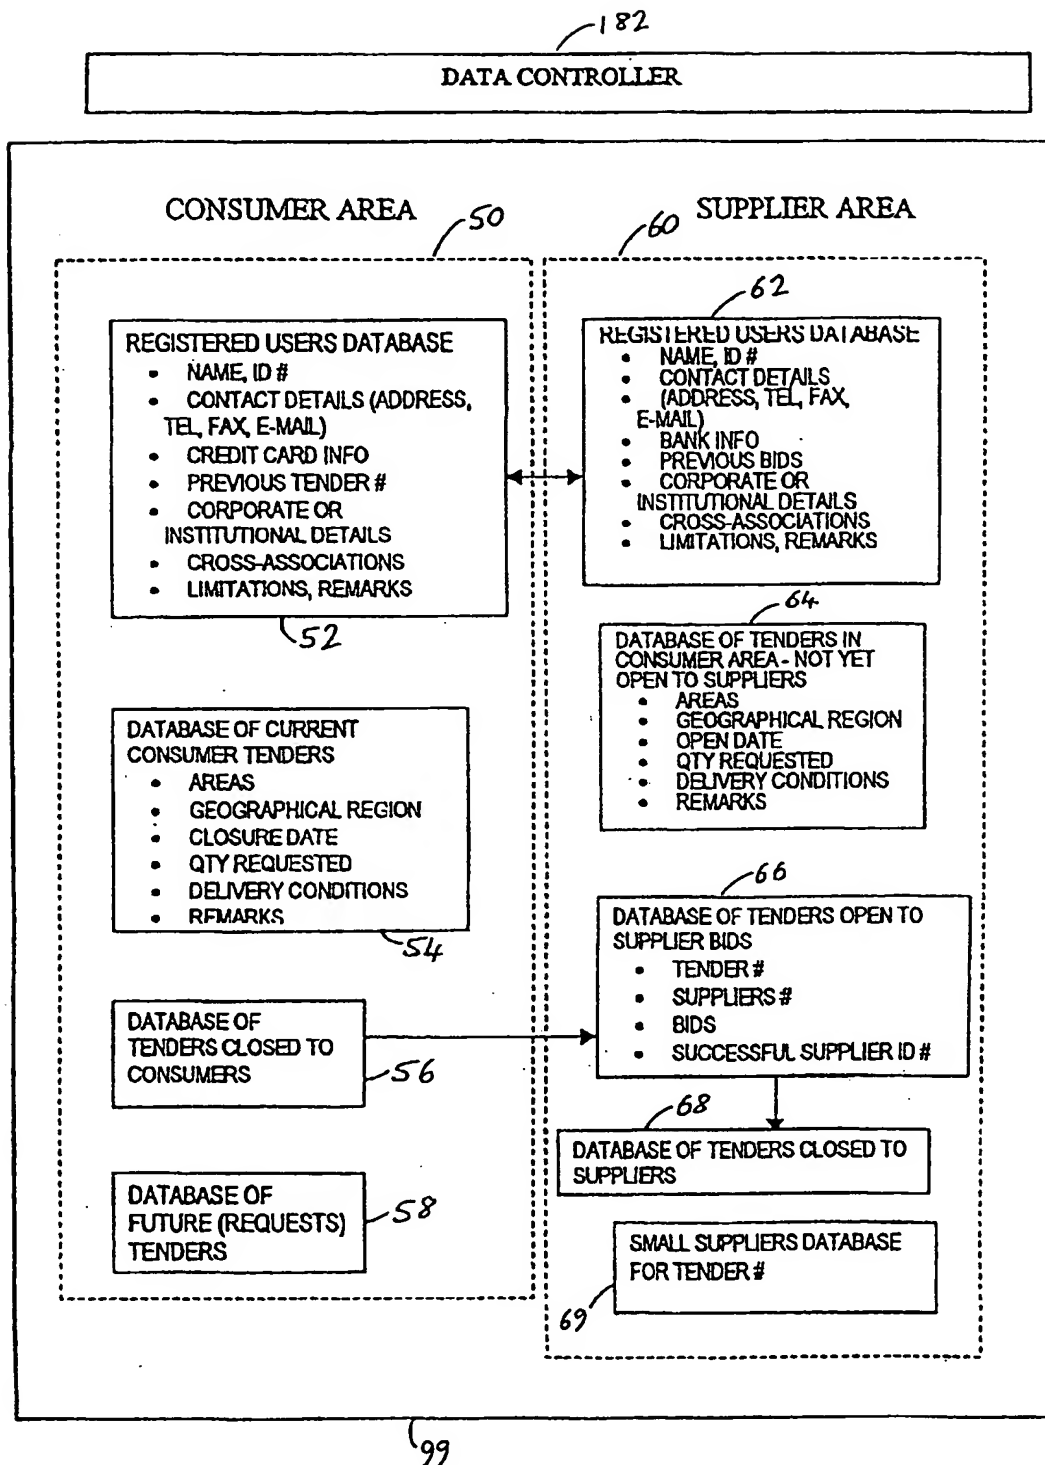 182
DATA CONTROLLER
CONSUMER AREA
50
REGISTERED USERS DATABASE
• NAME, ID #
• CONTACT DETAILS (ADDRESS,
TEL, FAX, E-MAIL)
• CREDIT CARD INFO
• PREVIOUS TENDER #
• CORPORATE OR
INSTITUTIONAL DETAILS
• CROSS-ASSOCIATIONS
• LIMITATIONS, REMARKS
52
DATABASE OF CURRENT
CONSUMER TENDERS
• AREAS
• GEOGRAPHICAL REGION
• CLOSURE DATE
• QTY REQUESTED
• DELIVERY CONDITIONS
• REMARKS
54
DATABASE OF
TENDERS CLOSED TO
CONSUMERS
56
DATABASE OF
FUTURE (REQUESTS)
TENDERS
58
SUPPLIER AREA
60
62
REGISTERED USERS DATABASE
• NAME, ID #
• CONTACT DETAILS
• (ADDRESS, TEL, FAX,
E-MAIL)
• BANK INFO
• PREVIOUS BIDS
• CORPORATE OR
INSTITUTIONAL DETAILS
• CROSS-ASSOCIATIONS
• LIMITATIONS, REMARKS
64
DATABASE OF TENDERS IN
CONSUMER AREA - NOT YET
OPEN TO SUPPLIERS
• AREAS
• GEOGRAPHICAL REGION
• OPEN DATE
• QTY REQUESTED
• DELIVERY CONDITIONS
• REMARKS
66
DATABASE OF TENDERS OPEN TO
SUPPLIER BIDS
• TENDER #
• SUPPLIERS #
• BIDS
• SUCCESSFUL SUPPLIER ID #
68
DATABASE OF TENDERS CLOSED TO
SUPPLIERS
SMALL SUPPLIERS DATABASE
FOR TENDER #
69
99